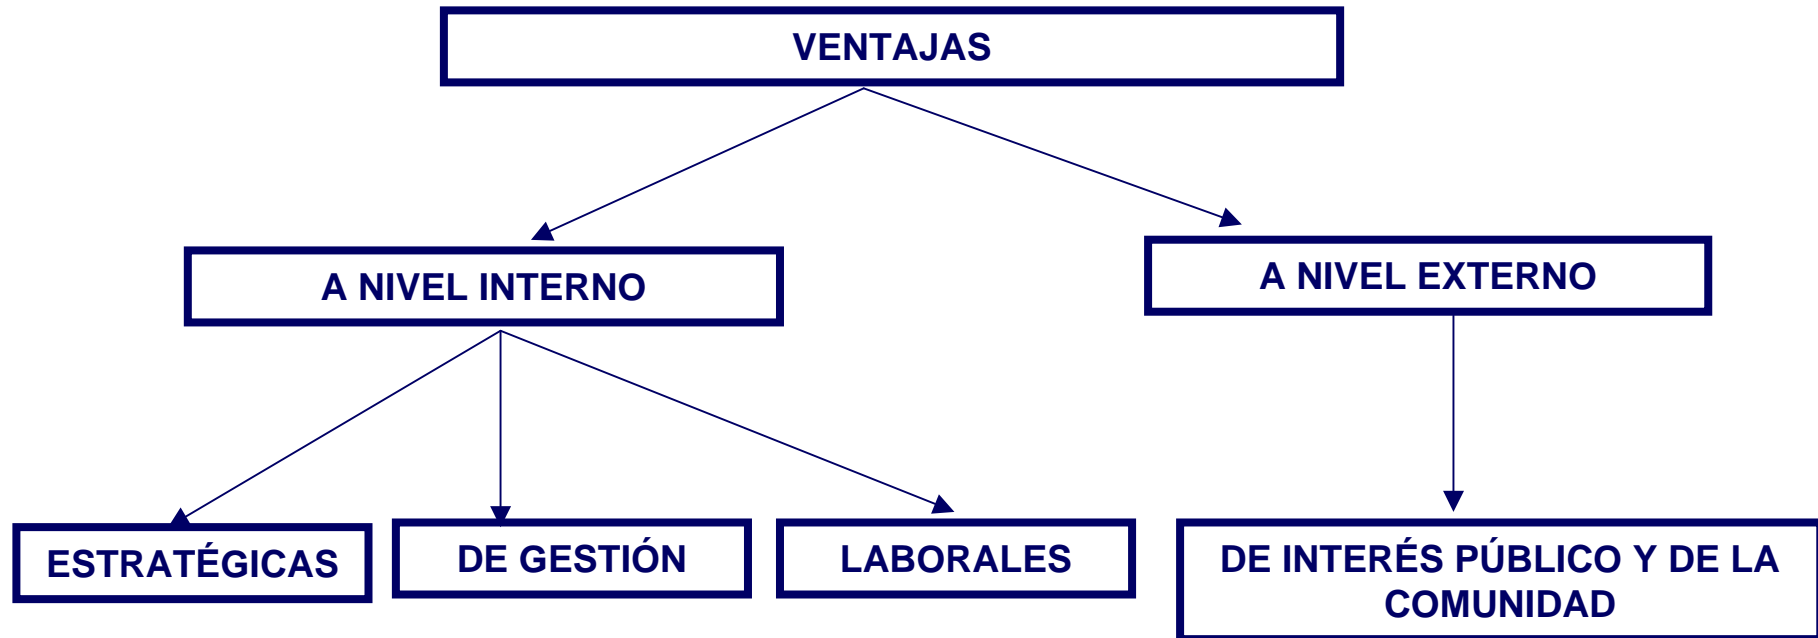 VENTAJAS
A NIVEL INTERNO
A NIVEL EXTERNO
ESTRATÉGICAS
DE GESTIÓN
LABORALES
DE INTERÉS PÚBLICO Y DE LA
COMUNIDAD